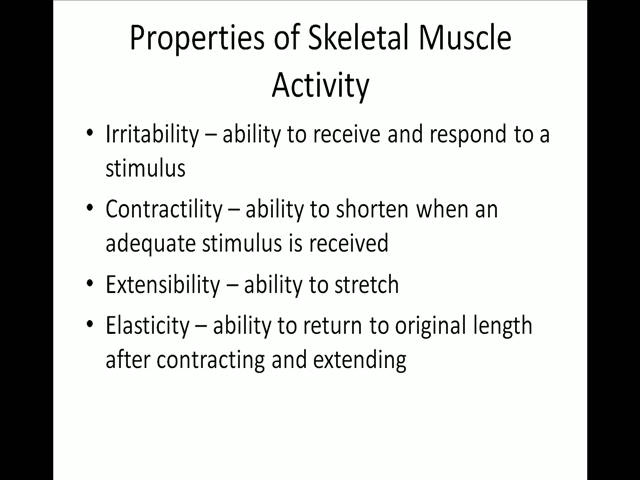 Properties of Skeletal Muscle
Activity
• Irritability – ability to receive and respond to a
stimulus
• Contractility – ability to shorten when an
adequate stimulus is received
• Extensibility – ability to stretch
• Elasticity – ability to return to original length
after contracting and extending